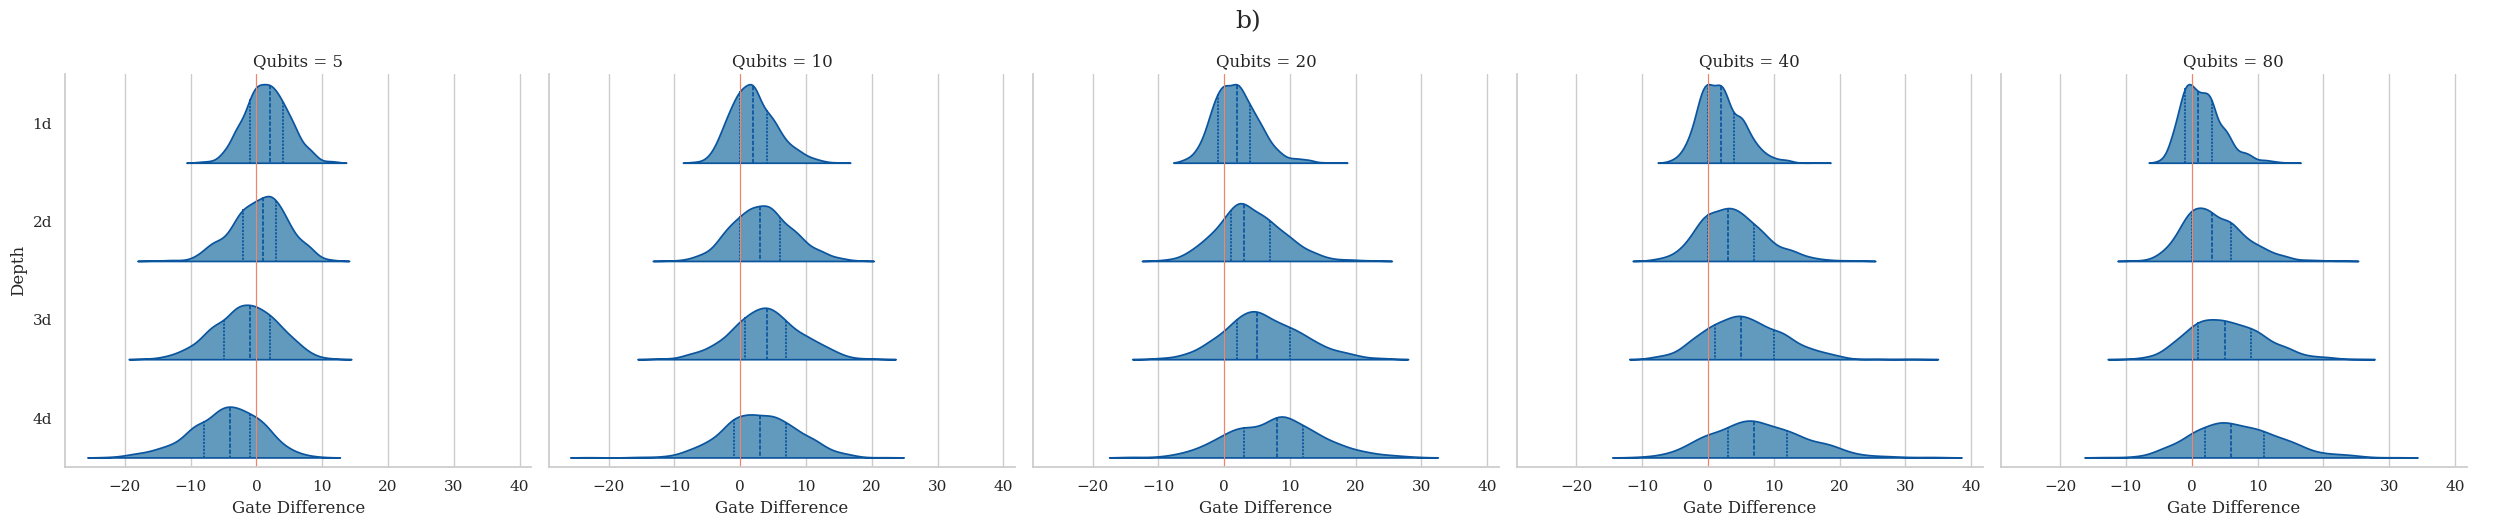 b)
Qubits = 5
Qubits = 10
Qubits = 20
Qubits = 40
Qubits = 80
Depth
1d
2d
3d
4d
−20 −10 0 10 20 30 40
−20 −10 0 10 20 30 40
−20 −10 0 10 20 30 40
−20 −10 0 10 20 30 40
−20 −10 0 10 20 30 40
Gate Difference
Gate Difference
Gate Difference
Gate Difference
Gate Difference